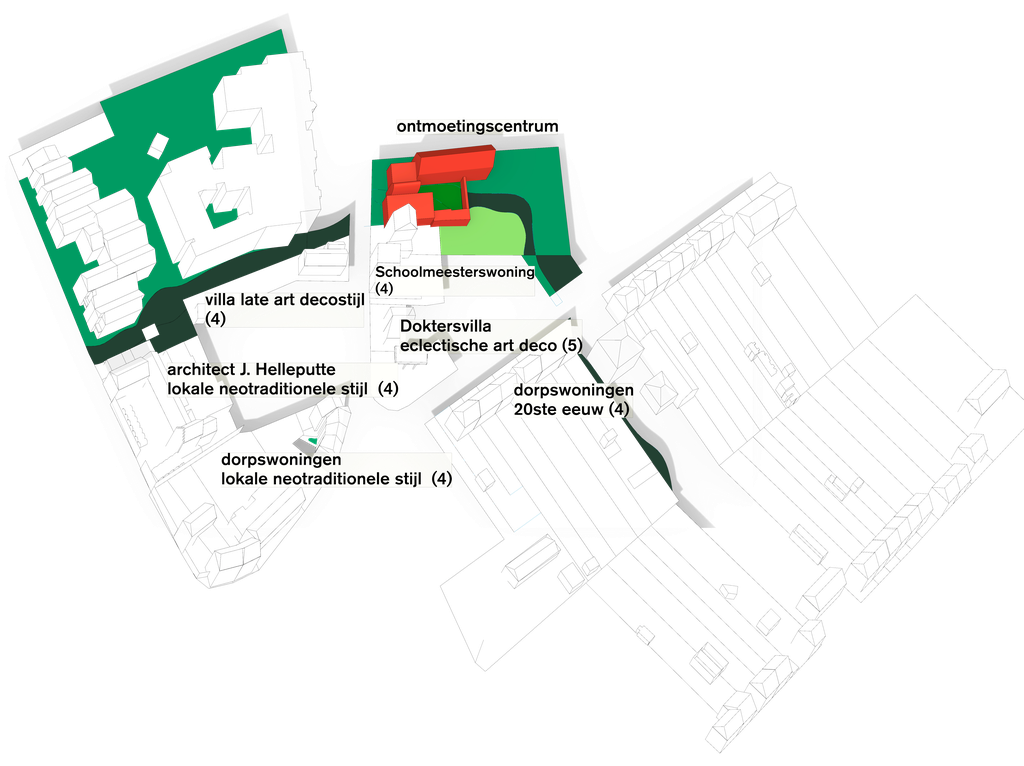 ontmoetingscentrum
Schoolmeesterswoning
(4)
villa late art decostijl
(4)
Doktersvilla
eclectische art deco (5)
architect J. Helleputte
lokale neotraditionele stijl (4)
dorpswoningen
20ste eeuw (4)
dorpswoningen
lokale neotraditionele stijl (4)